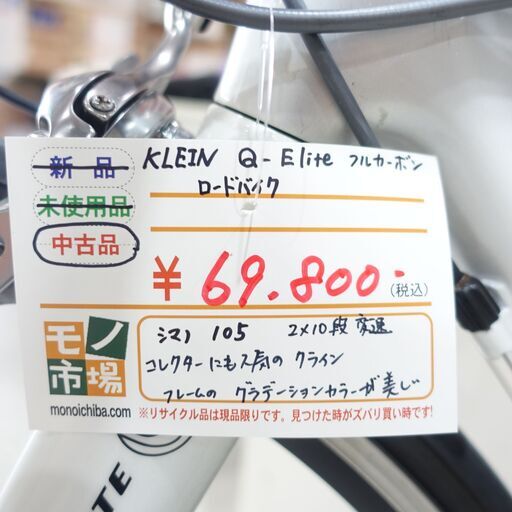 新品
KLEIN Q-Elite フルカーボン
ロードバイク
未使用品
中古品
¥ 69.800- (税込)
モノ市場
monoichiba.com
シマノ 105 2×10段変速
コレクターにも人気の クライン
フレームの グラデーションカラーが美しい
※リサイクル品は現品限りです。見つけた時がズバリ買い時です!
TE